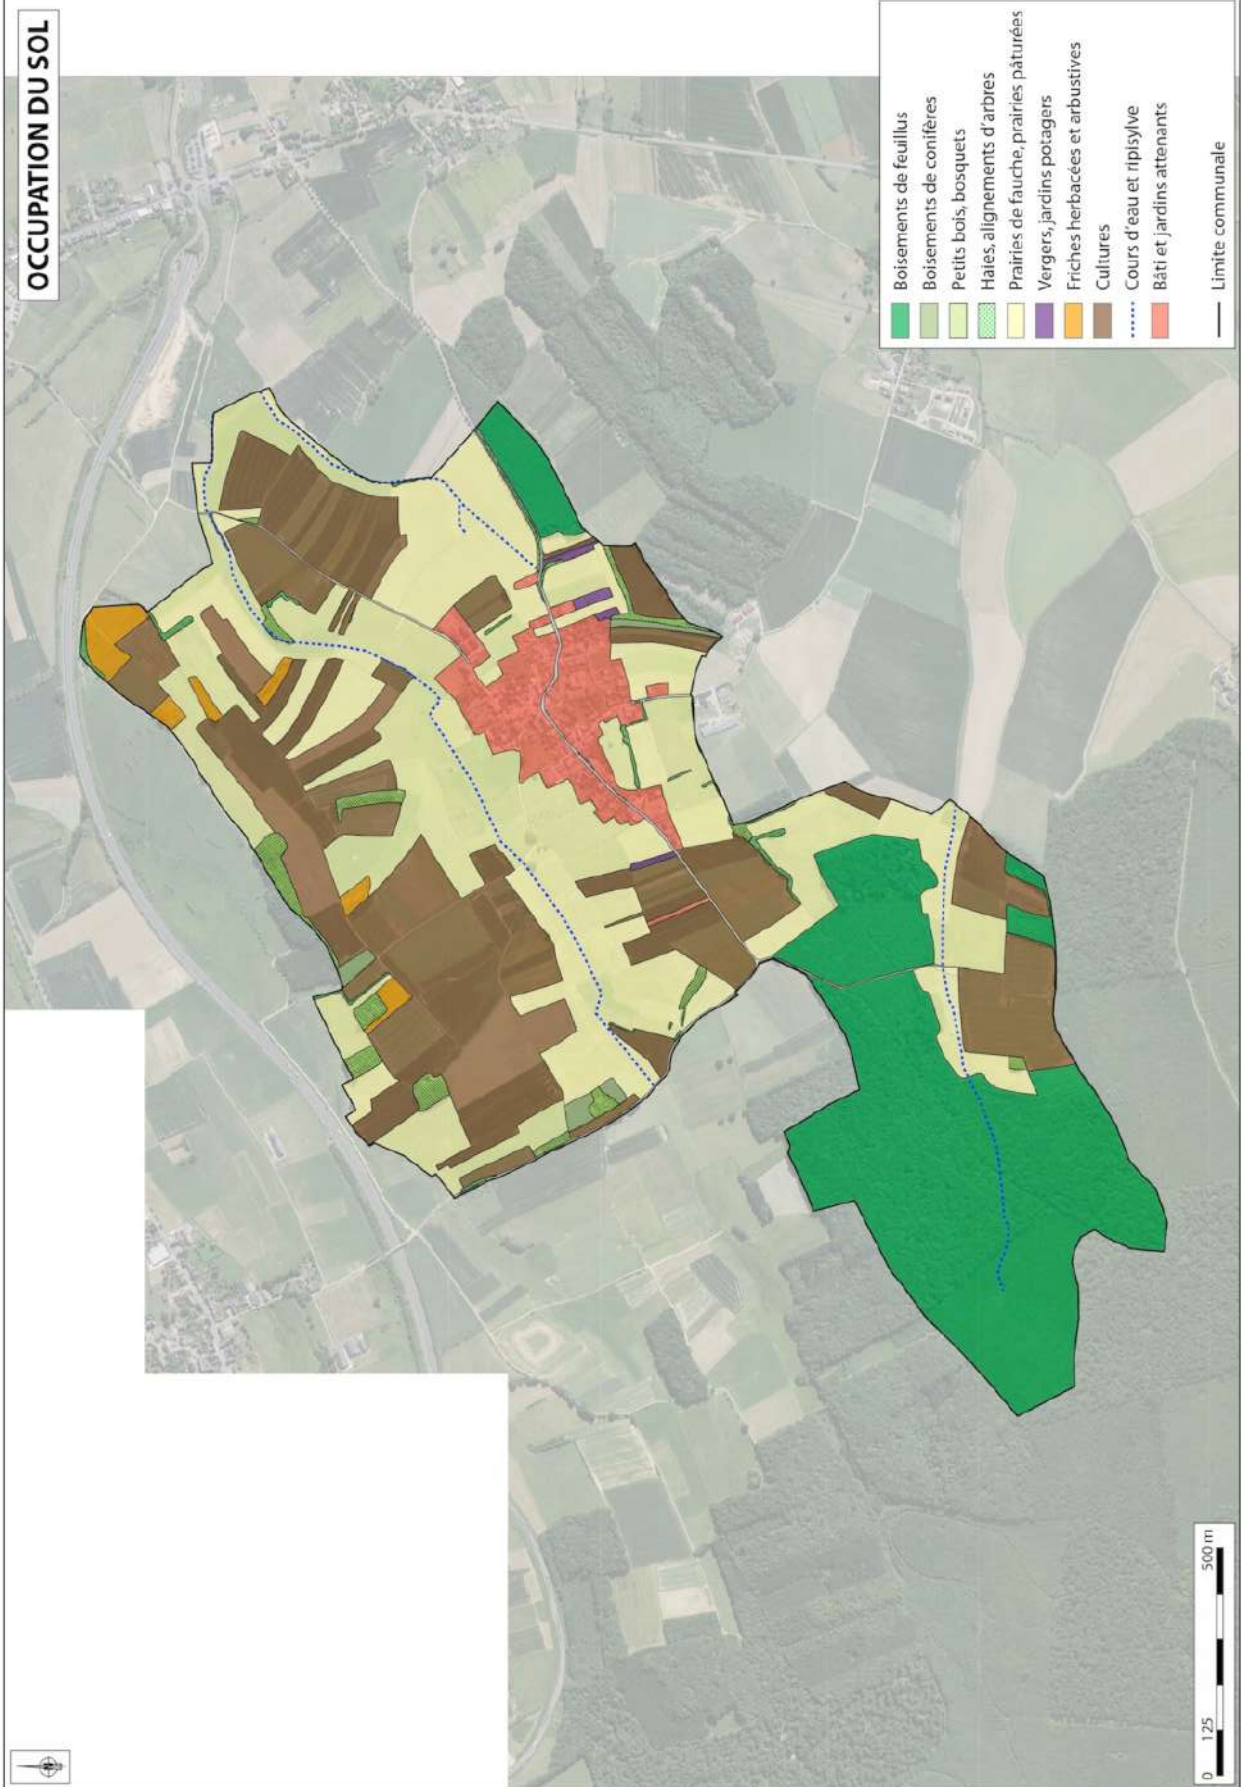 OCCUPATION DU SOL
Boisements de feuillus
Boisements de conifères
Petits bois, bosquets
Haies, alignements d'arbres
Prairies de fauche, prairies pâturées
Vergers, jardins potagers
Friches herbacées et arbustives
Cultures
Cours d'eau et ripisylve
Bâti et jardins attenants
Limite communale
N
0 125 500 m